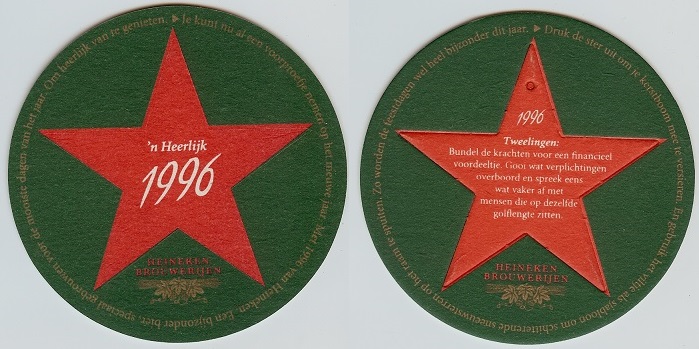 Je kunt nu al een voorproefje nemen op het nieuwe jaar. Met 1996 van Heineken. Een bijzonder bier, speciaal gebrouwen voor de mooiste dagen van het jaar. Om heerlijk van te genieten.
'n Heerlijk
1996
HEINEKEN
BROUWERIJEN
Druk de ster uit om je kerstboom mee te versieren. En gebruik het viltje als sjabloon om schitterende sneeuwsterren op het raam te spuiten. Zo worden de feestdagen wel heel bijzonder dit jaar.
1996
Tweelingen:
Bundel de krachten voor een financieel
voordeeltje. Gooi wat verplichtingen
overboord en spreek eens
wat vaker af met
mensen die op dezelfde
golflengte zitten.
HEINEKEN
BROUWERIJEN